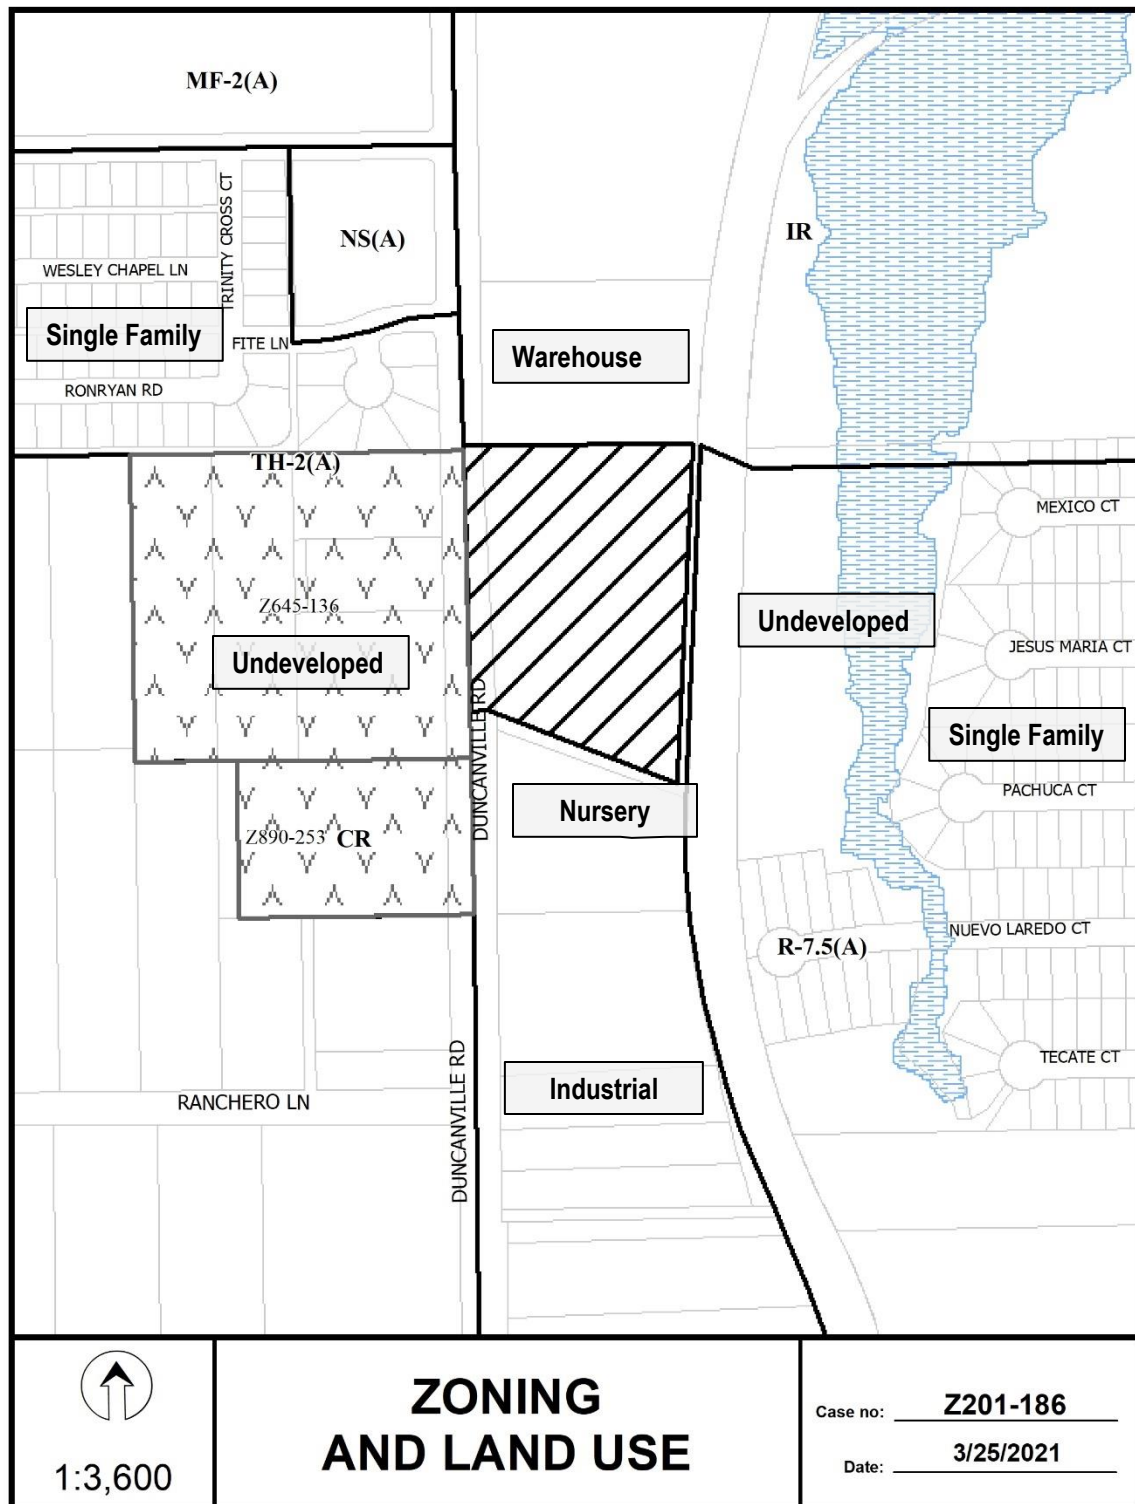 MF-2(A)
TRINITY CROSS CT
NS(A)
IR
WESLEY CHAPEL LN
Single Family
FITE LN
Warehouse
RONRYAN RD
TH-2(A)
MEXICO CT
Z645-136
Undeveloped
Undeveloped
JESUS MARIA CT
DUNCANVILLE RD
Single Family
PACHUCA CT
Nursery
Z890-253
CR
NUEVO LAREDO CT
R-7.5(A)
TECATE CT
Industrial
DUNCANVILLE RD
RANCHERO LN
1:3,600
ZONING
AND LAND USE
Case no: Z201-186
Date: 3/25/2021